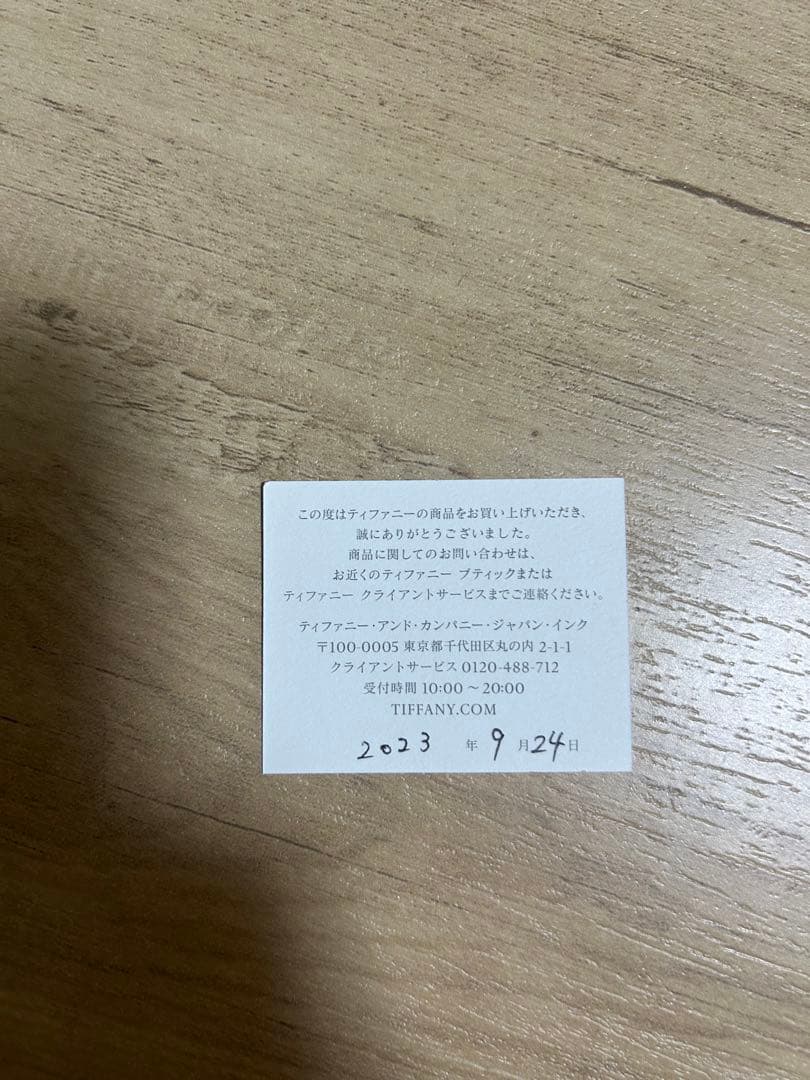 この度はティファニーの商品をお買い上げいただき、
誠にありがとうございました。
商品に関してのお問い合わせは、
お近くのティファニー ブティックまたは
ティファニー クライアントサービスまでご連絡ください。
ティファニー・アンド・カンパニー・ジャパン・インク
〒100-0005 東京都千代田区丸の内 2-1-1
クライアントサービス 0120-488-712
受付時間 10:00 ～ 20:00
TIFFANY.COM
2023 年 9 月 24 日